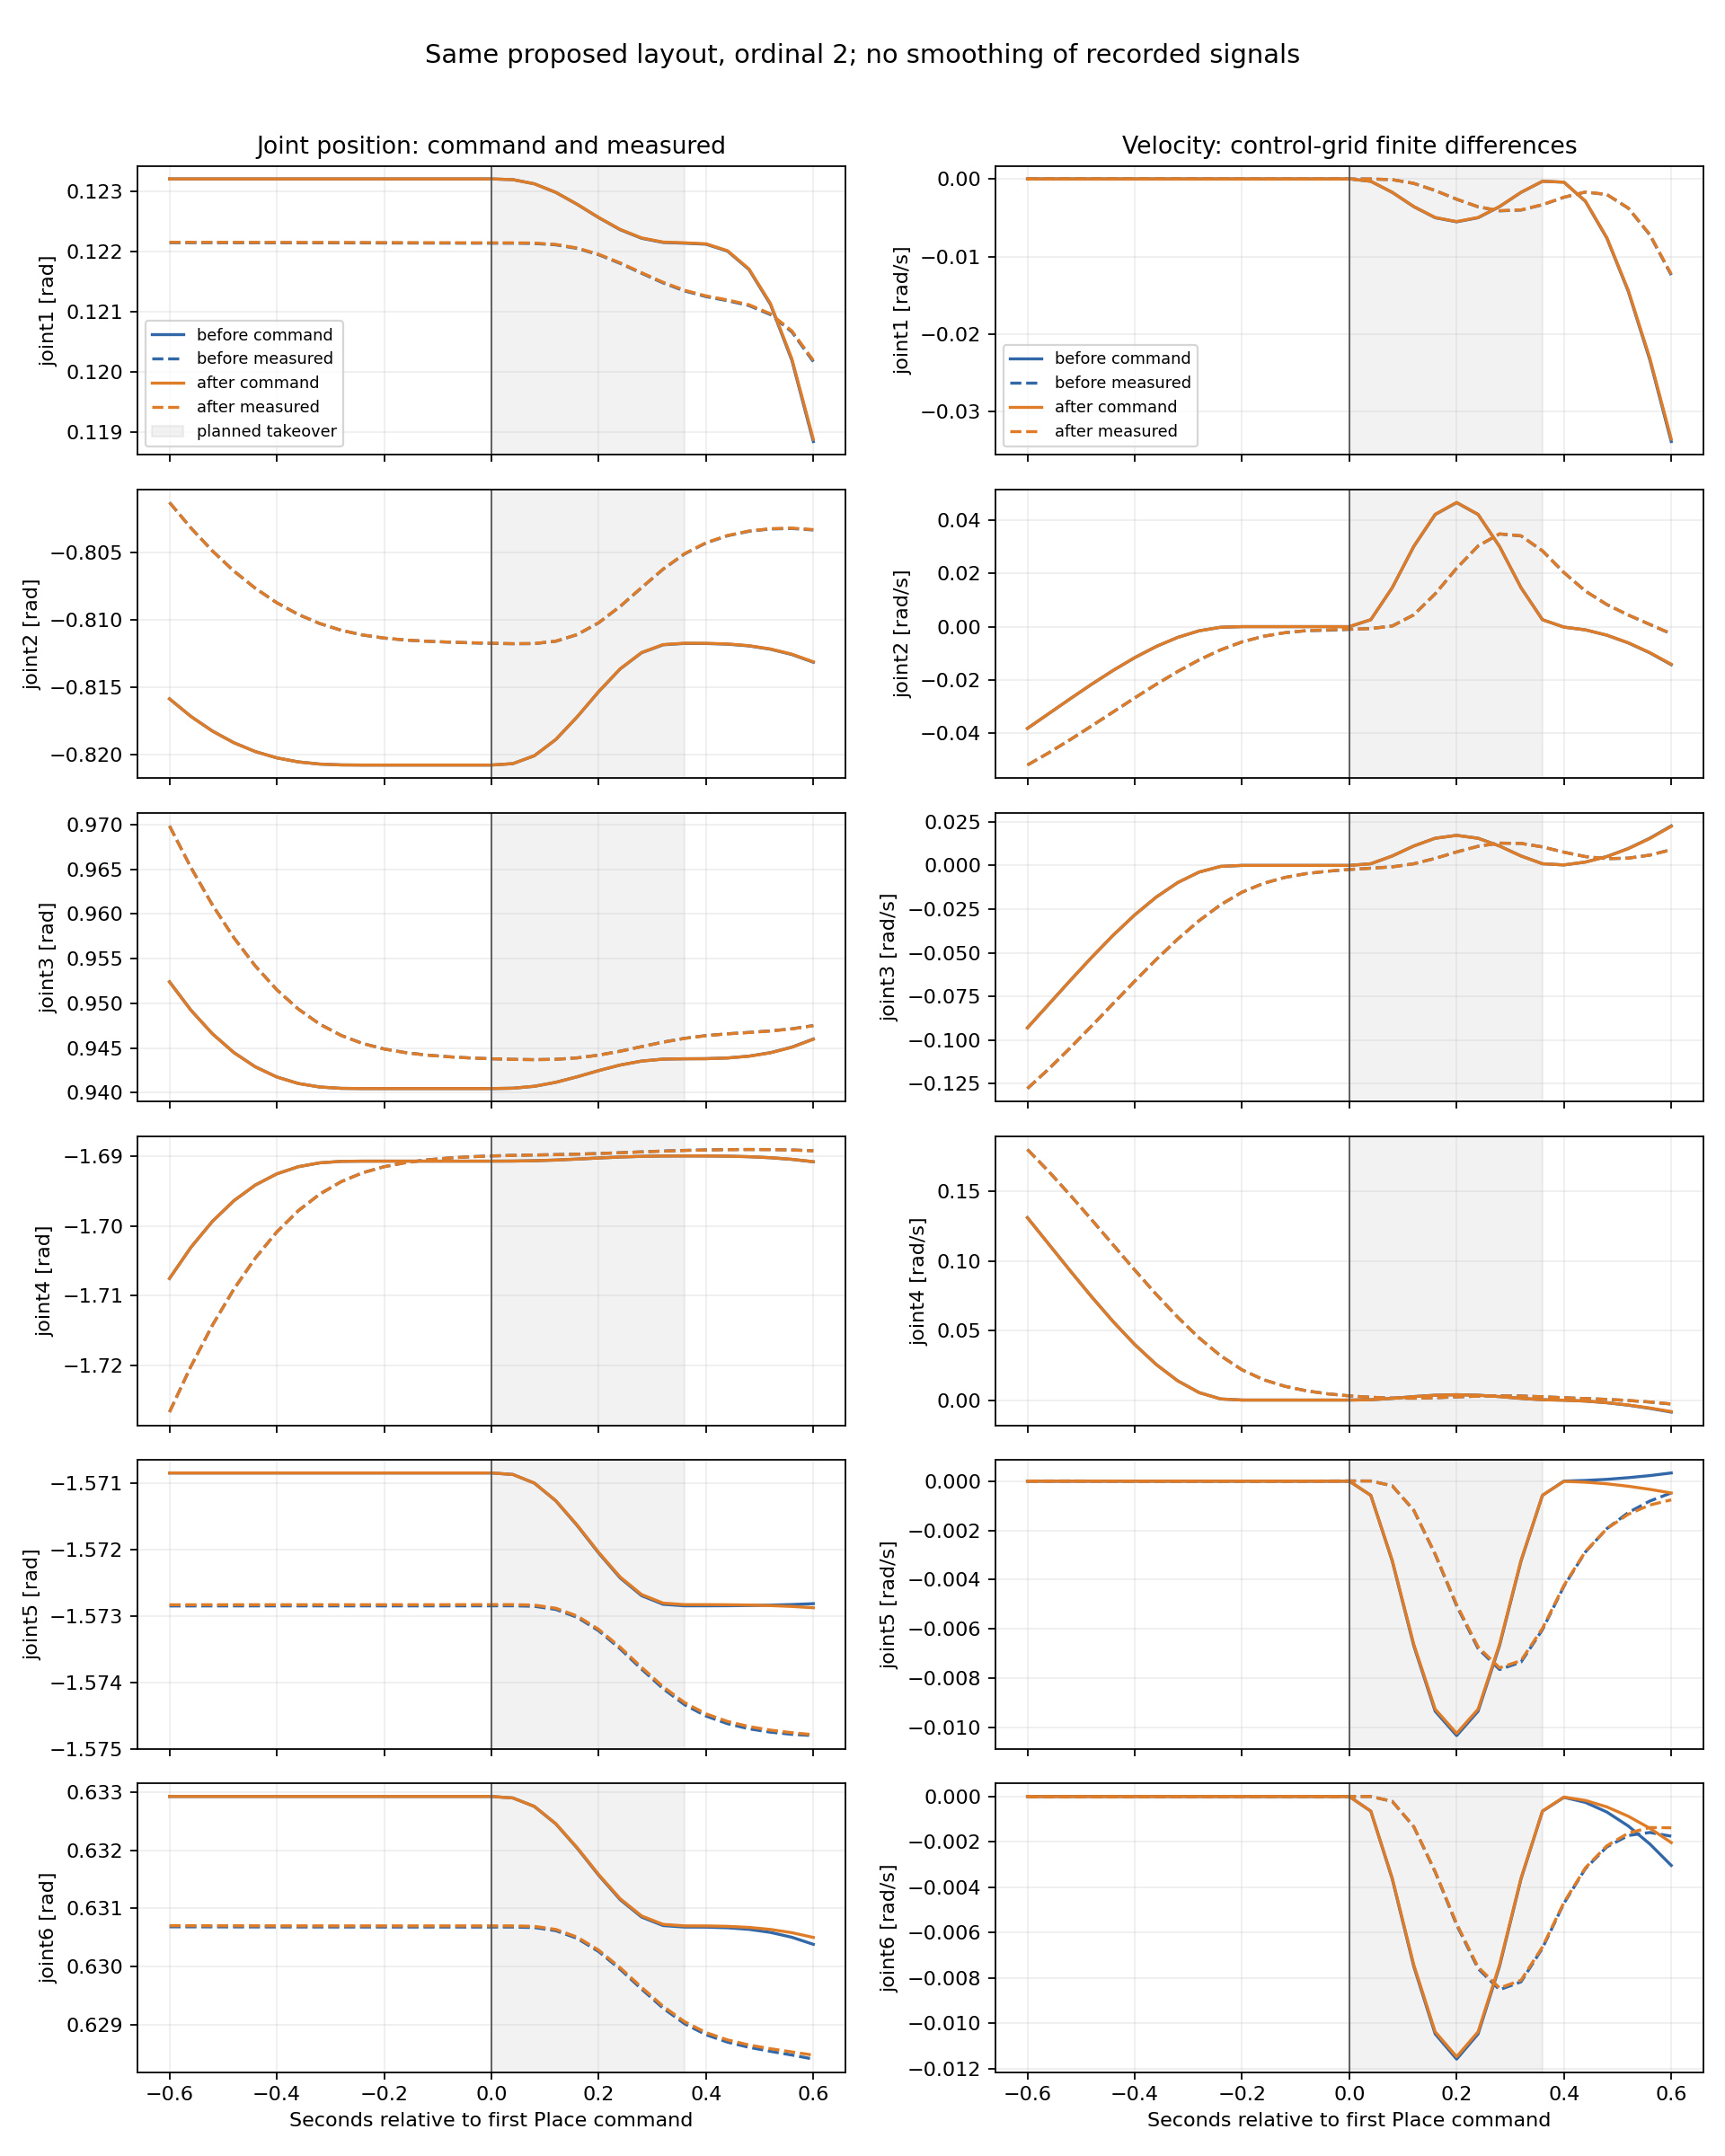 Same proposed layout, ordinal 2; no smoothing of recorded signals
Joint position: command and measured
Velocity: control-grid finite differences
0.123
0.122
0.121
0.120
0.119
joint1 [rad]
before command
before measured
after command
after measured
planned takeover
0.00
−0.01
−0.02
−0.03
joint1 [rad/s]
before command
before measured
after command
after measured
−0.805
−0.810
−0.815
−0.820
joint2 [rad]
0.04
0.02
0.00
−0.02
−0.04
joint2 [rad/s]
0.970
0.965
0.960
0.955
0.950
0.945
0.940
joint3 [rad]
0.025
0.000
−0.025
−0.050
−0.075
−0.100
−0.125
joint3 [rad/s]
−1.69
−1.70
−1.71
−1.72
joint4 [rad]
0.15
0.10
0.05
0.00
joint4 [rad/s]
−1.571
−1.572
−1.573
−1.574
−1.575
joint5 [rad]
0.000
−0.002
−0.004
−0.006
−0.008
−0.010
joint5 [rad/s]
0.633
0.632
0.631
0.630
0.629
joint6 [rad]
−0.6 −0.4 −0.2 0.0 0.2 0.4 0.6
Seconds relative to first Place command
0.000
−0.002
−0.004
−0.006
−0.008
−0.010
−0.012
joint6 [rad/s]
−0.6 −0.4 −0.2 0.0 0.2 0.4 0.6
Seconds relative to first Place command